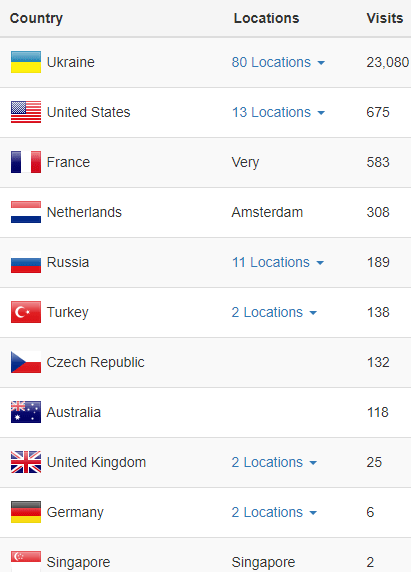 Country Locations Visits
Ukraine 80 Locations 23,080
United States 13 Locations 675
France Very 583
Netherlands Amsterdam 308
Russia 11 Locations 189
Turkey 2 Locations 138
Czech Republic 132
Australia 118
United Kingdom 2 Locations 25
Germany 2 Locations 6
Singapore Singapore 2